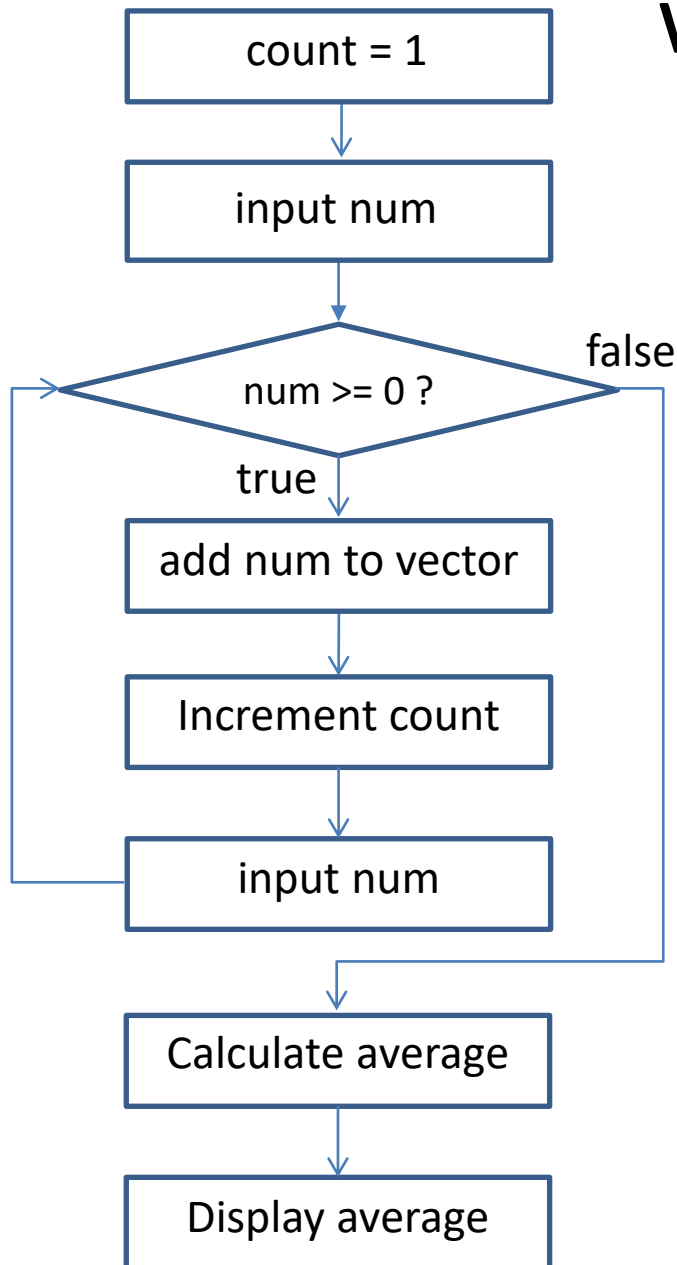 count = 1
input num
num >= 0 ?
false
true
add num to vector
Increment count
input num
Calculate average
Display average